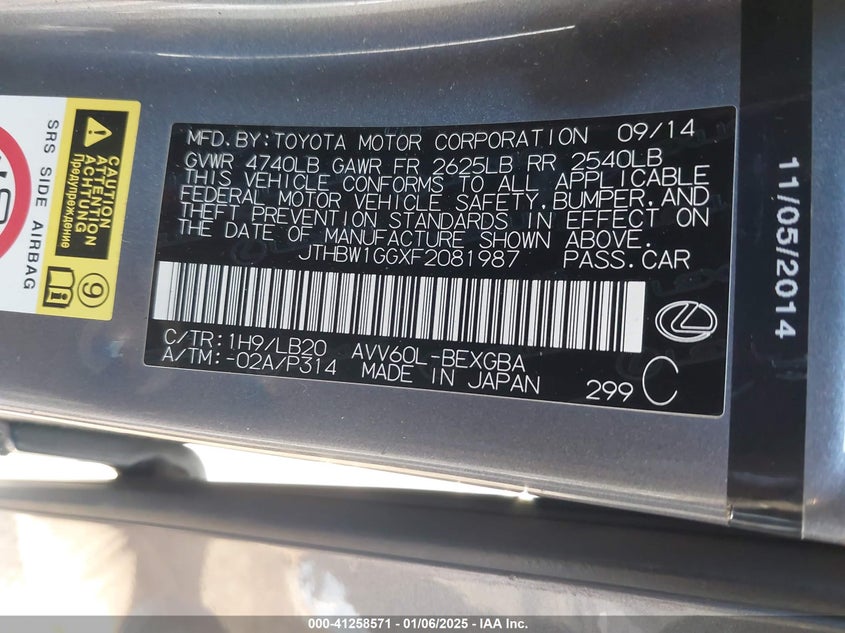 MFD.BY:TOYOTA MOTOR CORPORATION 09/14
GVWR 4740LB GAWR FR 2625LB RR 2540LB
THIS VEHICLE CONFORMS TO ALL APPLICABLE
FEDERAL MOTOR VEHICLE SAFETY,BUMPER,AND
THEFT PREVENTION STANDARDS IN EFFECT ON
THE DATE OF MANUFACTURE SHOWN ABOVE.
JTHBW1GGXF2081987 PASS.CAR
C/TR:1H9/LB20 AVV60L-BEXGBA
A/TM:-02A/P314 MADE IN JAPAN
299 C
11/05/2014
SRS SIDE AIRBAG
CAUTION
ATTENTION
ACHTUNG
Предупреждение
9
000-41258571 - 01/06/2025 - IAA Inc.